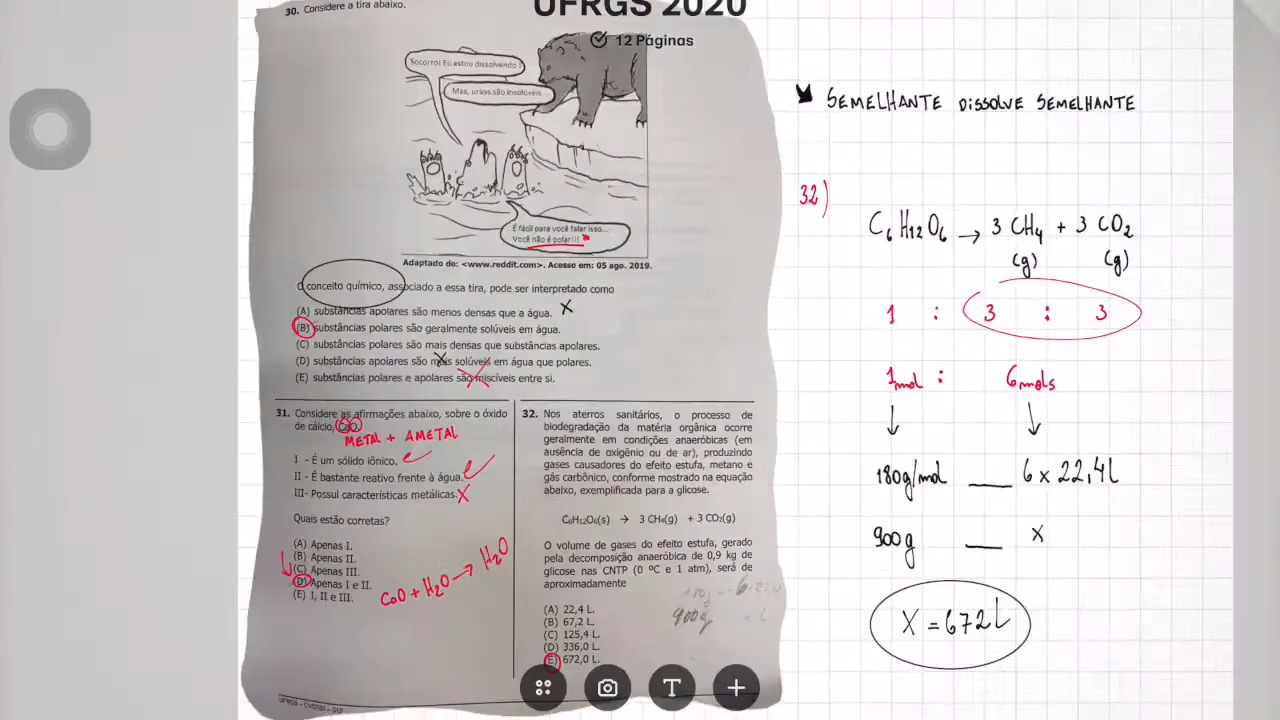 UFRGS 2020
12 Páginas
30. Considere a tira abaixo.
Socorro! Eu estou dissolvendo!
Mas, ursos são insolúveis...
É fácil para você falar isso...
Você não é polar!!!
Adaptado de: <www.reddit.com>. Acesso em: 05 ago. 2019.
O conceito químico, associado a essa tira, pode ser interpretado como
(A) substâncias apolares são menos densas que a água. X
(B) substâncias polares são geralmente solúveis em água.
(C) substâncias polares são mais densas que substâncias apolares.
(D) substâncias apolares são mais solúveis em água que polares.
(E) substâncias polares e apolares são miscíveis entre si.
31. Considere as afirmações abaixo, sobre o óxido
de cálcio, CaO.
METAL + AMETAL
I - É um sólido iônico.
II - É bastante reativo frente à água.
III- Possui características metálicas. X
Quais estão corretas?
(A) Apenas I.
(B) Apenas II.
(C) Apenas III.
(D) Apenas I e II.
(E) I, II e III.
CaO + H2O → H2O
32. Nos aterros sanitários, o processo de
biodegradação da matéria orgânica ocorre
geralmente em condições anaeróbicas (em
ausência de oxigênio ou de ar), produzindo
gases causadores do efeito estufa, metano e
gás carbônico, conforme mostrado na equação
abaixo, exemplificada para a glicose.
C6H12O6(s) → 3 CH4(g) + 3 CO2(g)
O volume de gases do efeito estufa, gerado
pela decomposição anaeróbica de 0,9 kg de
glicose nas CNTP (0 ºC e 1 atm), será de
aproximadamente
900g
(A) 22,4 L.
(B) 67,2 L.
(C) 125,4 L.
(D) 336,0 L.
(E) 672,0 L.
SEMELHANTE DISSOLVE SEMELHANTE
32)
C6H12O6 → 3 CH4 + 3 CO2
(g) (g)
1 : 3 : 3
1mol : 6mols
180g/mol ___ 6 x 22,4L
900g ___ X
X = 672L
T